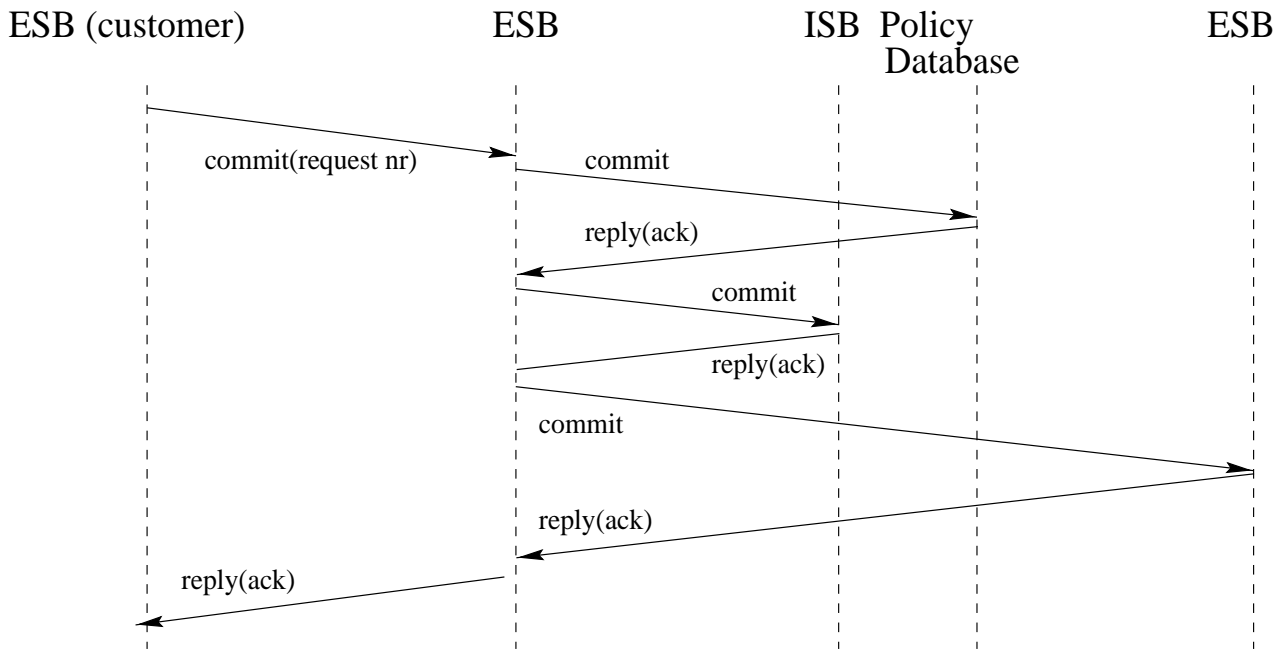 ESB (customer)
ESB
ISB
Policy
Database
ESB
commit(request nr)
commit
reply(ack)
commit
reply(ack)
commit
reply(ack)
reply(ack)